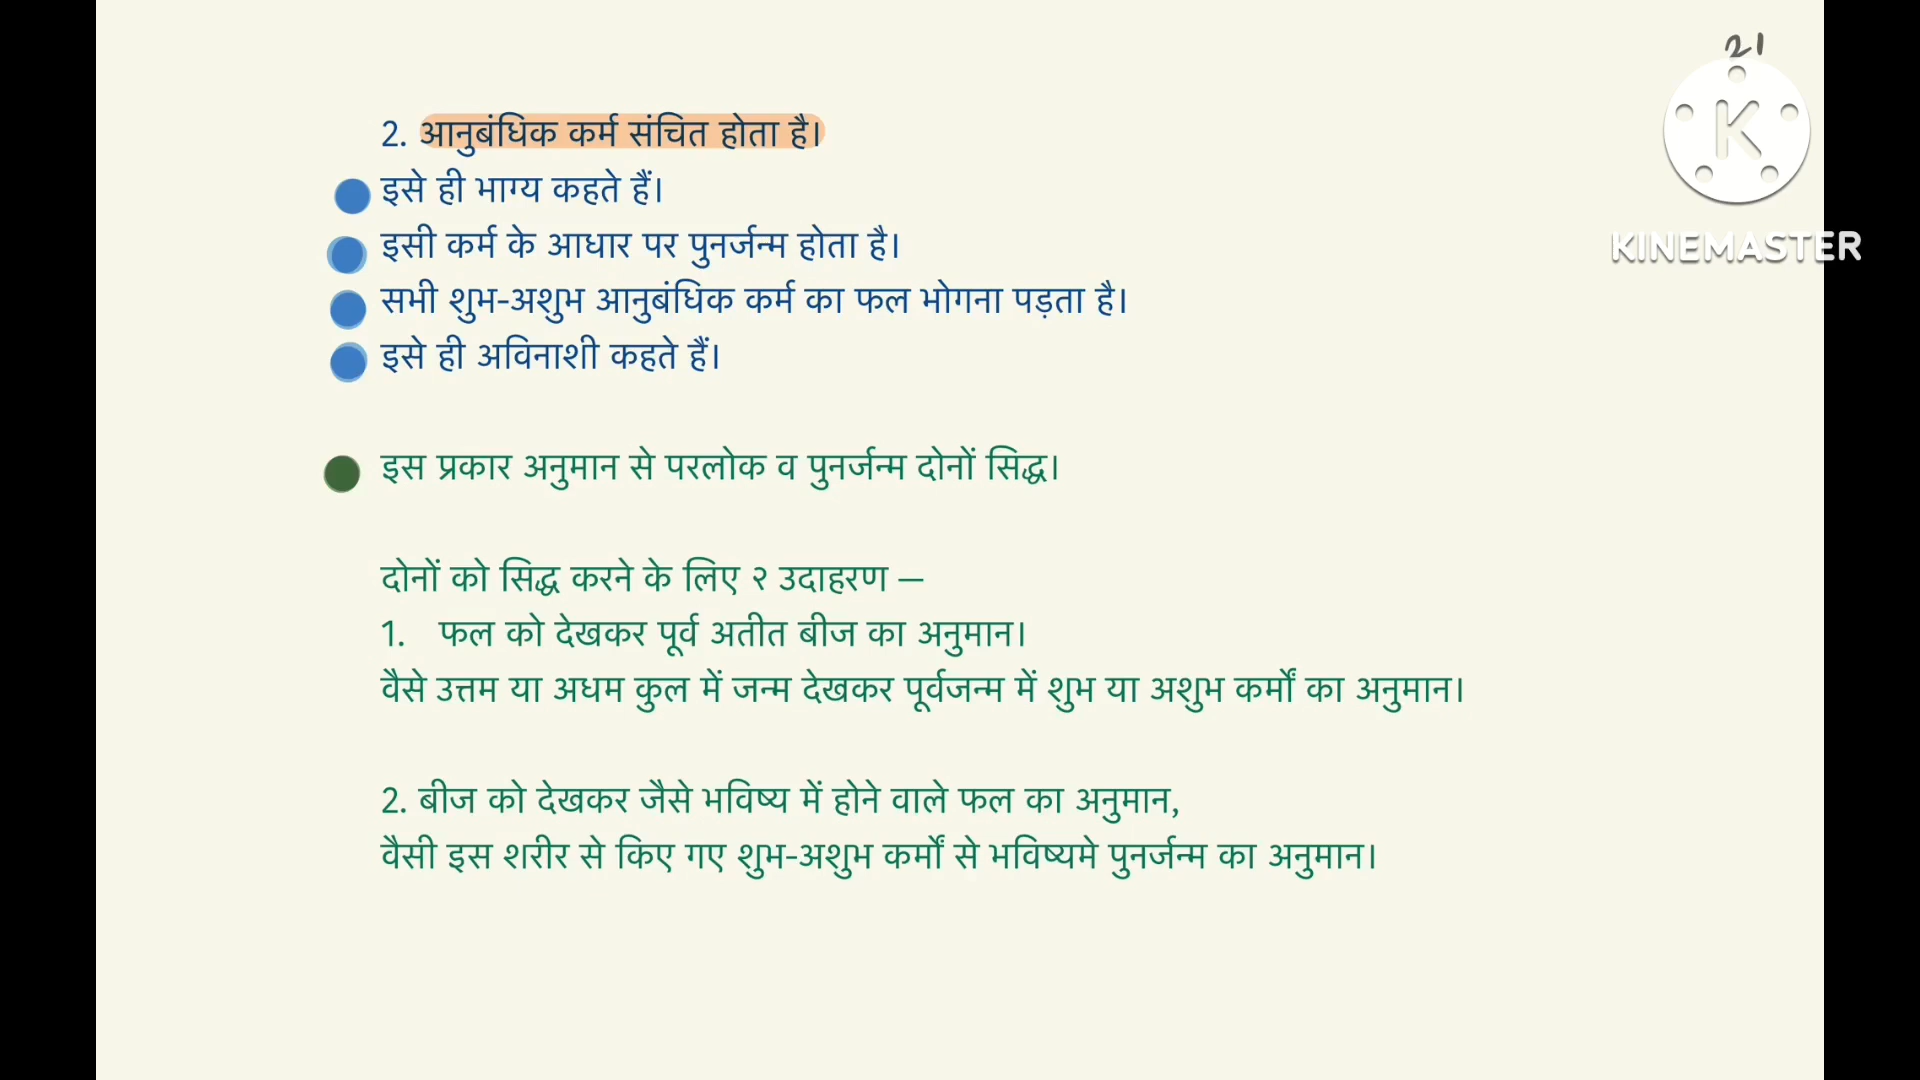 21
K
KINEMASTER
2. आनुबंधिक कर्म संचित होता है।
इसे ही भाग्य कहते हैं।
इसी कर्म के आधार पर पुनर्जन्म होता है।
सभी शुभ-अशुभ आनुबंधिक कर्म का फल भोगना पड़ता है।
इसे ही अविनाशी कहते हैं।
इस प्रकार अनुमान से परलोक व पुनर्जन्म दोनों सिद्ध।
दोनों को सिद्ध करने के लिए २ उदाहरण —
1. फल को देखकर पूर्व अतीत बीज का अनुमान।
वैसे उत्तम या अधम कुल में जन्म देखकर पूर्वजन्म में शुभ या अशुभ कर्मों का अनुमान।
2. बीज को देखकर जैसे भविष्य में होने वाले फल का अनुमान,
वैसी इस शरीर से किए गए शुभ-अशुभ कर्मों से भविष्यमे पुनर्जन्म का अनुमान।